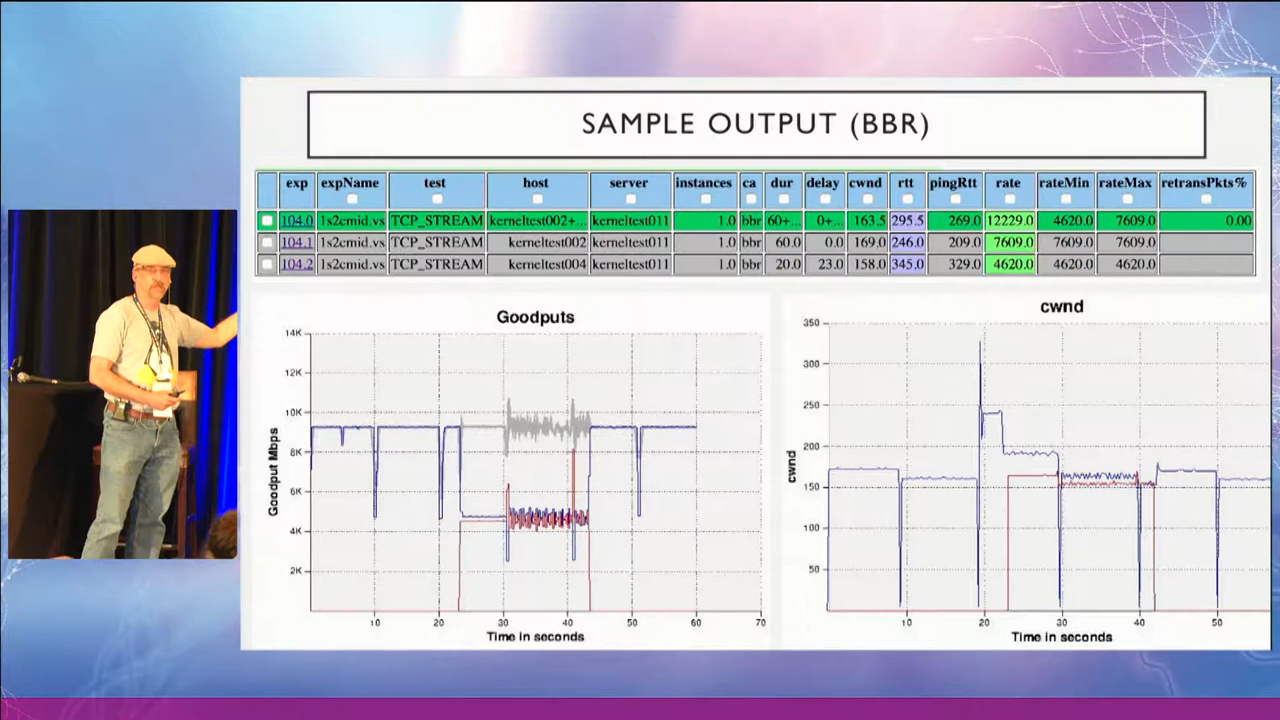 SAMPLE OUTPUT (BBR)
exp expName test host server instances ca dur delay cwnd rtt pingRtt rate rateMin rateMax retransPkts%
104.0 1s2cmid.vs TCP_STREAM kerneltest002+... kerneltest011 1.0 bbr 60+... 0+... 163.5 295.5 269.0 12229.0 4620.0 7609.0 0.00
104.1 1s2cmid.vs TCP_STREAM kerneltest002 kerneltest011 1.0 bbr 60.0 0.0 169.0 246.0 209.0 7609.0 7609.0 7609.0
104.2 1s2cmid.vs TCP_STREAM kerneltest004 kerneltest011 1.0 bbr 20.0 23.0 158.0 345.0 329.0 4620.0 4620.0 4620.0
Goodputs
14K
12K
10K
8K
6K
4K
2K
Goodput Mbps
10 20 30 40 50 60 70
Time in seconds
cwnd
350
300
250
200
150
100
50
cwnd
10 20 30 40 50
Time in seconds